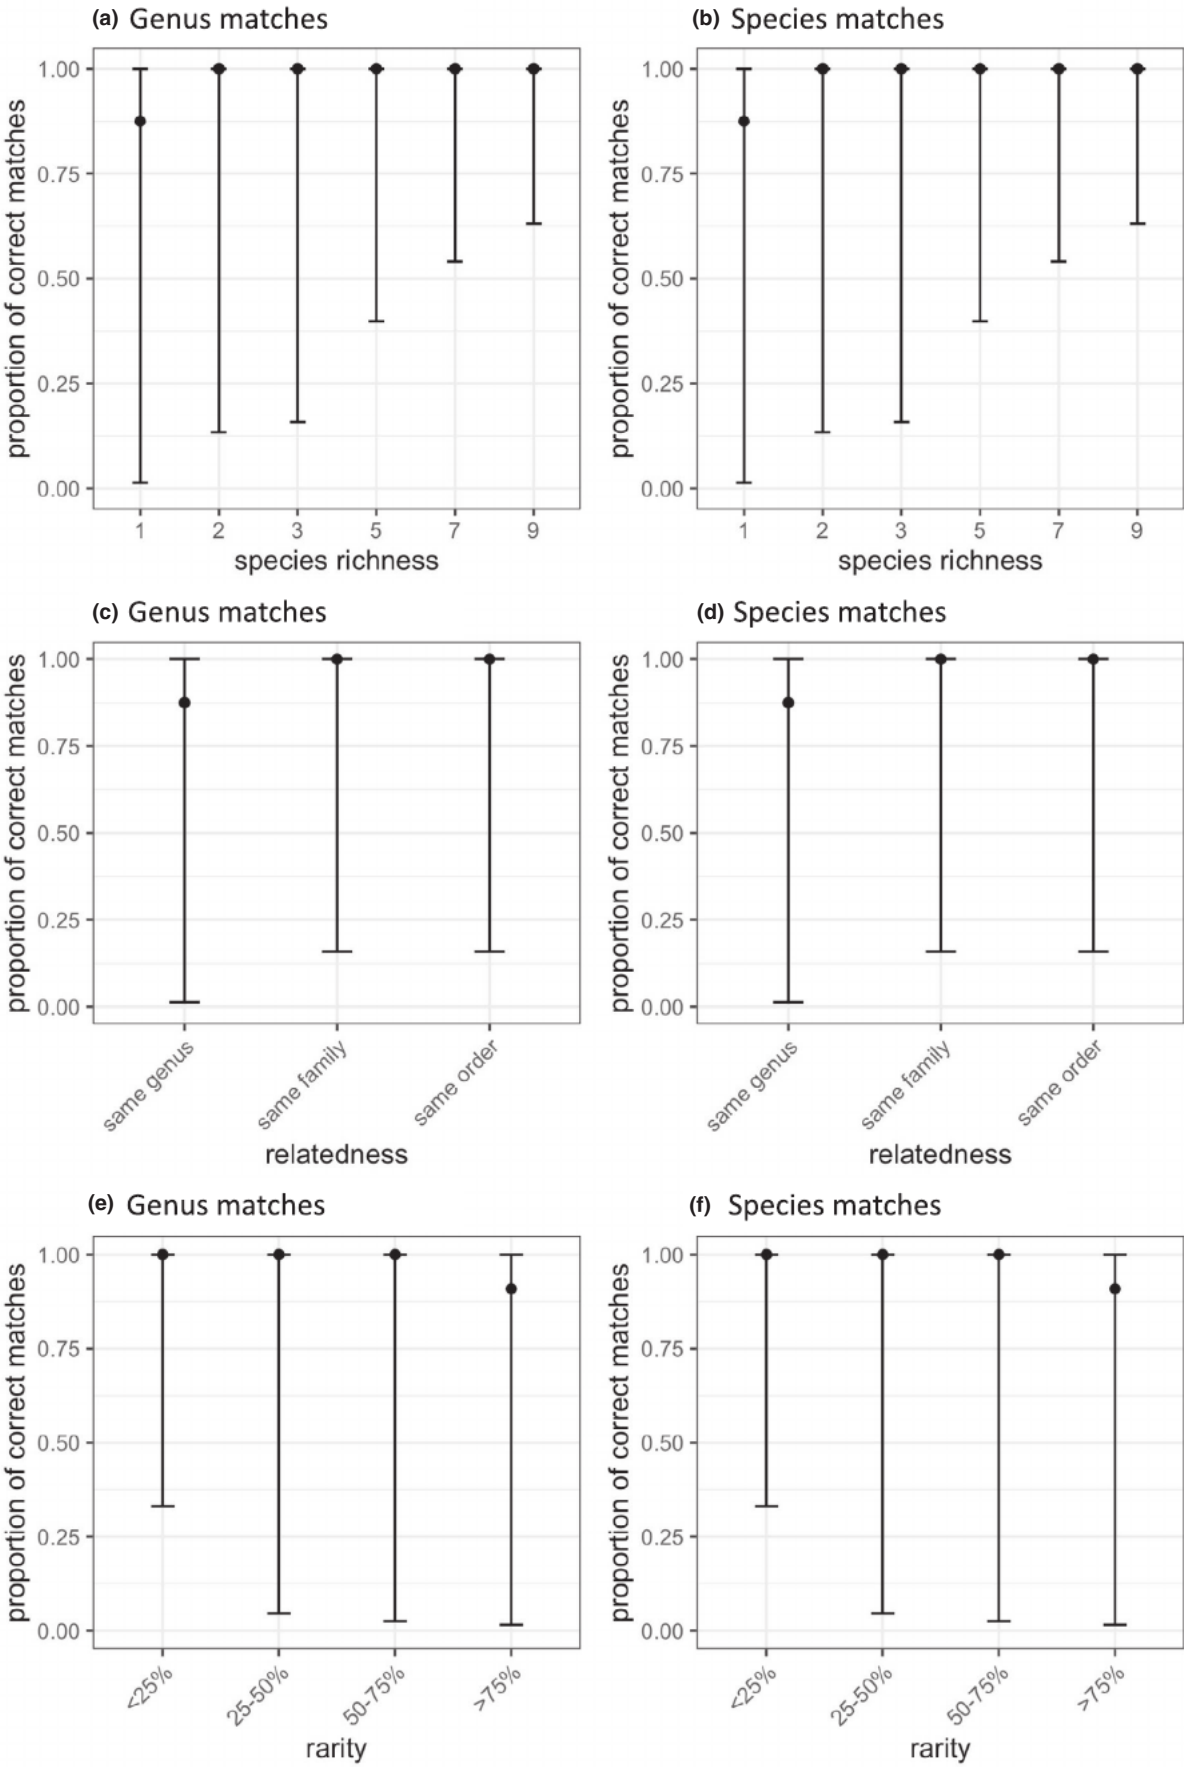 (a) Genus matches
(b) Species matches
proportion of correct matches
1.00
0.75
0.50
0.25
0.00
1 2 3 5 7 9
species richness
proportion of correct matches
1.00
0.75
0.50
0.25
0.00
1 2 3 5 7 9
species richness
(c) Genus matches
(d) Species matches
proportion of correct matches
1.00
0.75
0.50
0.25
0.00
same genus
same family
same order
relatedness
proportion of correct matches
1.00
0.75
0.50
0.25
0.00
same genus
same family
same order
relatedness
(e) Genus matches
(f) Species matches
proportion of correct matches
1.00
0.75
0.50
0.25
0.00
<25%
25-50%
50-75%
>75%
rarity
proportion of correct matches
1.00
0.75
0.50
0.25
0.00
<25%
25-50%
50-75%
>75%
rarity